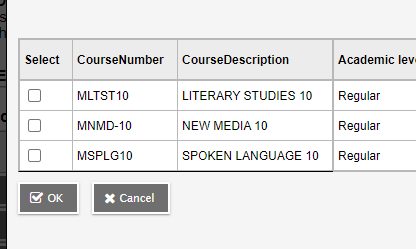 Select CourseNumber CourseDescription Academic leve
MLTST10 LITERARY STUDIES 10 Regular
MNMD-10 NEW MEDIA 10 Regular
MSPLG10 SPOKEN LANGUAGE 10 Regular
OK Cancel